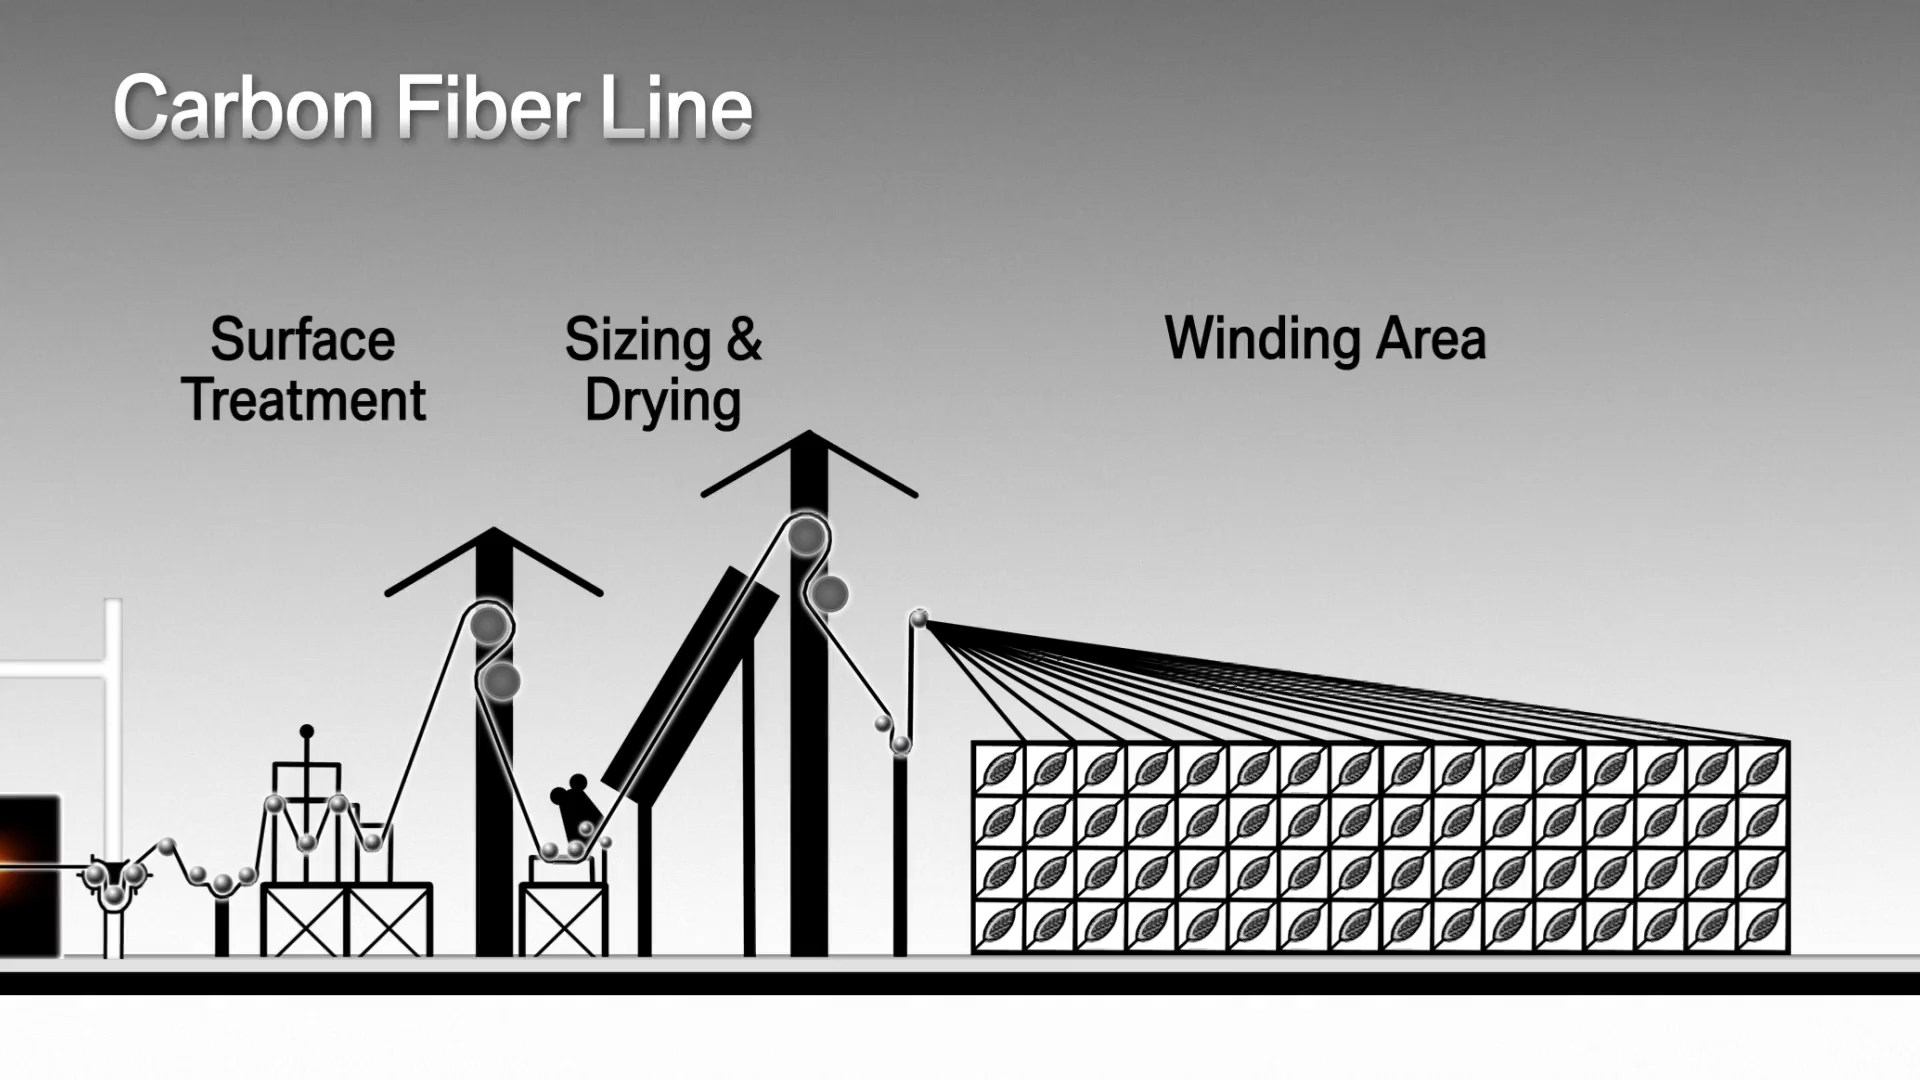 Carbon Fiber Line
Surface
Treatment
Sizing &
Drying
Winding Area